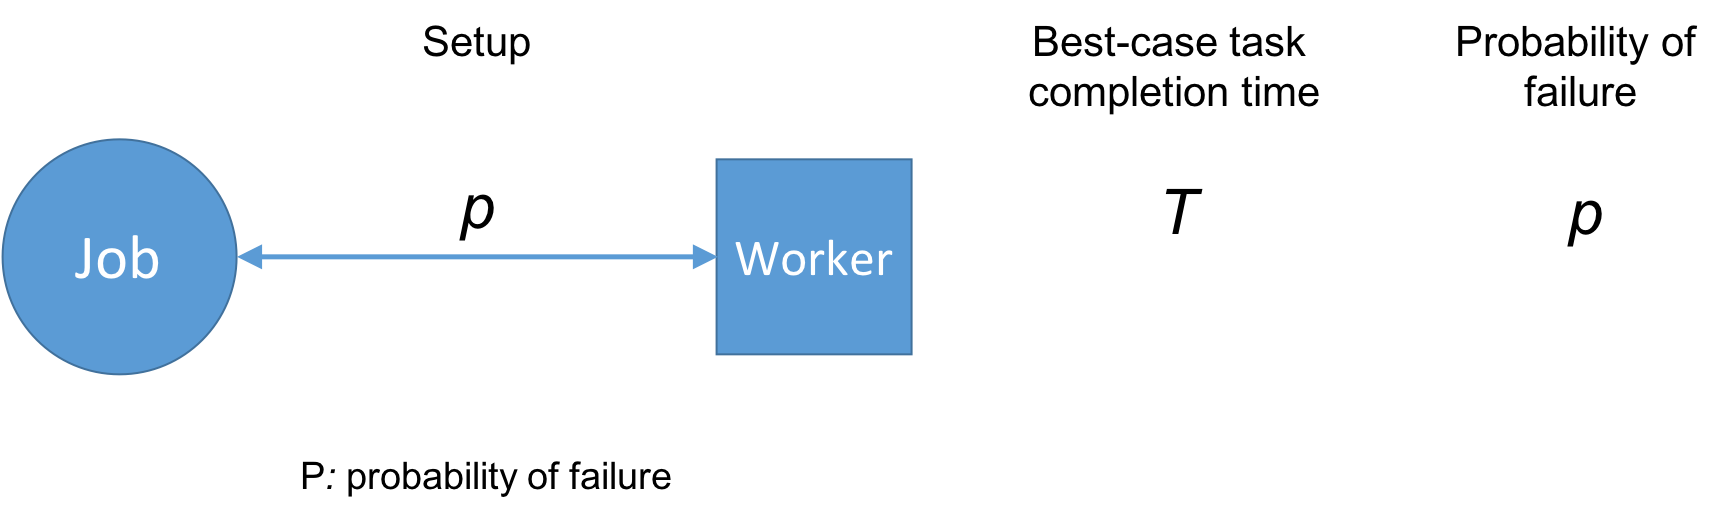 Setup
Best-case task
completion time
Probability of
failure
Job
p
Worker
T
p
P: probability of failure